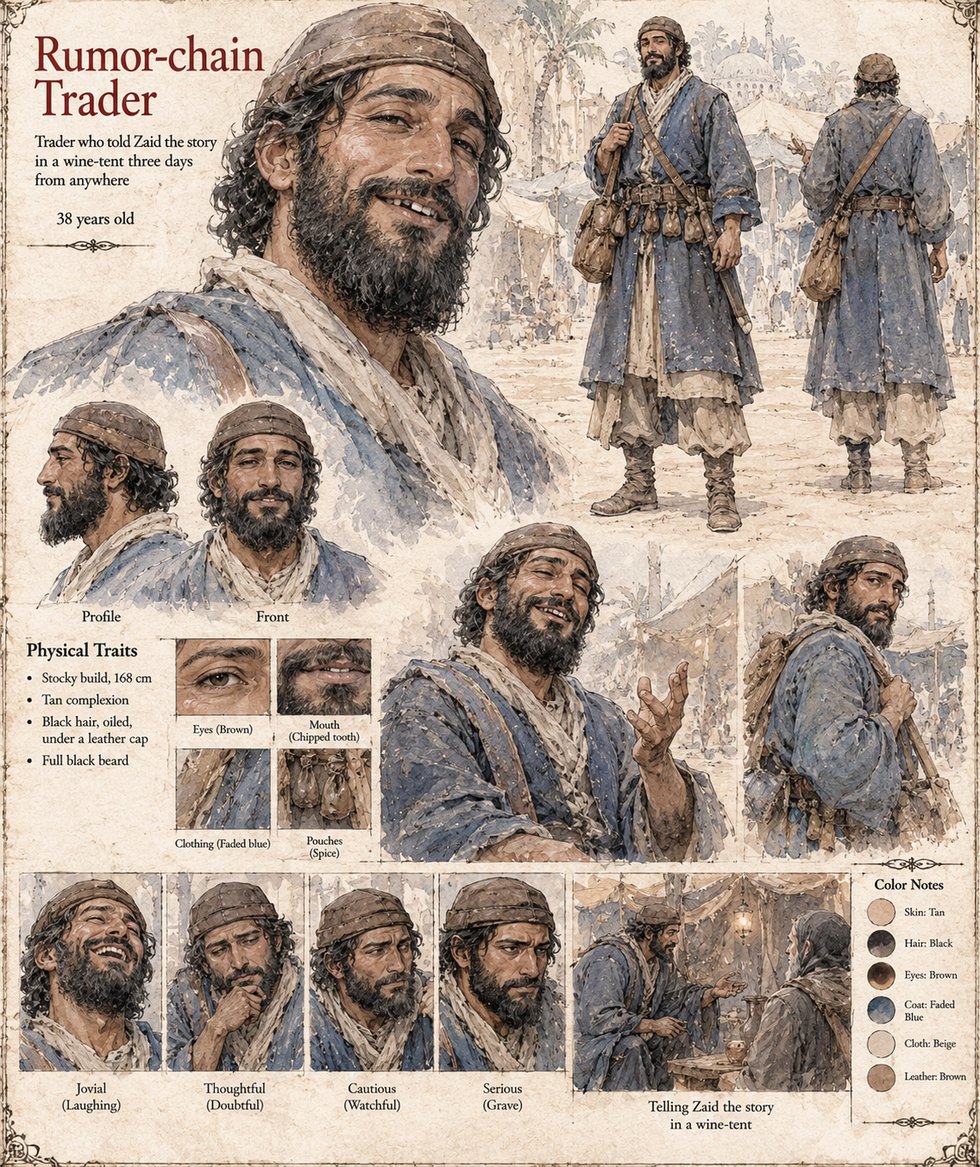 Rumor-chain
Trader
Trader who told Zaid the story
in a wine-tent three days
from anywhere
38 years old
Profile
Front
Physical Traits
• Stocky build, 168 cm
• Tan complexion
• Black hair, oiled,
under a leather cap
• Full black beard
Eyes (Brown)
Mouth
(Chipped tooth)
Clothing (Faded blue)
Pouches
(Spice)
Jovial
(Laughing)
Thoughtful
(Doubtful)
Cautious
(Watchful)
Serious
(Grave)
Telling Zaid the story
in a wine-tent
Color Notes
Skin: Tan
Hair: Black
Eyes: Brown
Coat: Faded
Blue
Cloth: Beige
Leather: Brown